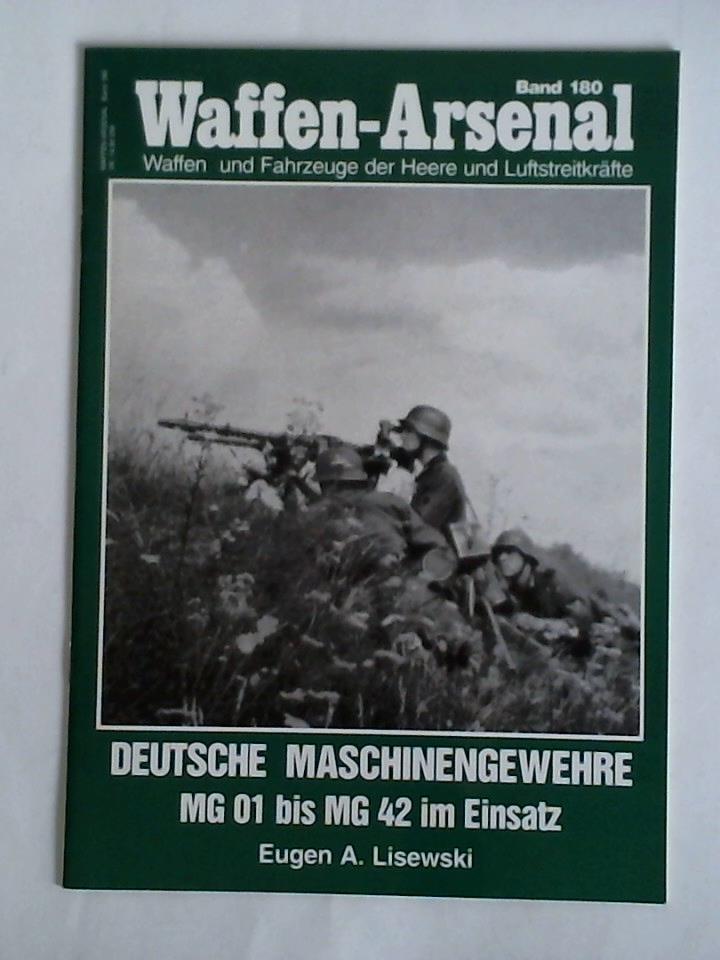 Band 180
Waffen-Arsenal
Waffen und Fahrzeuge der Heere und Luftstreitkräfte
DEUTSCHE MASCHINENGEWEHRE
MG 01 bis MG 42 im Einsatz
Eugen A. Lisewski